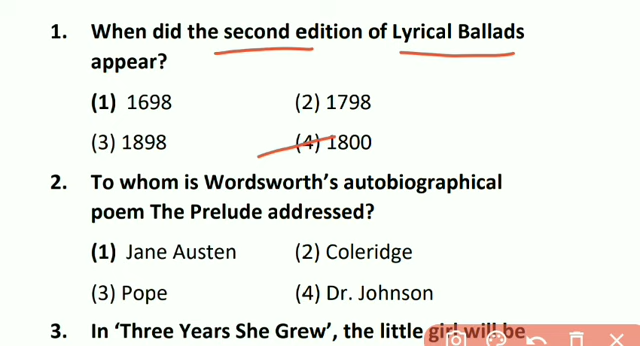 1. When did the second edition of Lyrical Ballads
appear?
(1) 1698 (2) 1798
(3) 1898 (4) 1800
2. To whom is Wordsworth's autobiographical
poem The Prelude addressed?
(1) Jane Austen (2) Coleridge
(3) Pope (4) Dr. Johnson
3. In 'Three Years She Grew', the little girl will be